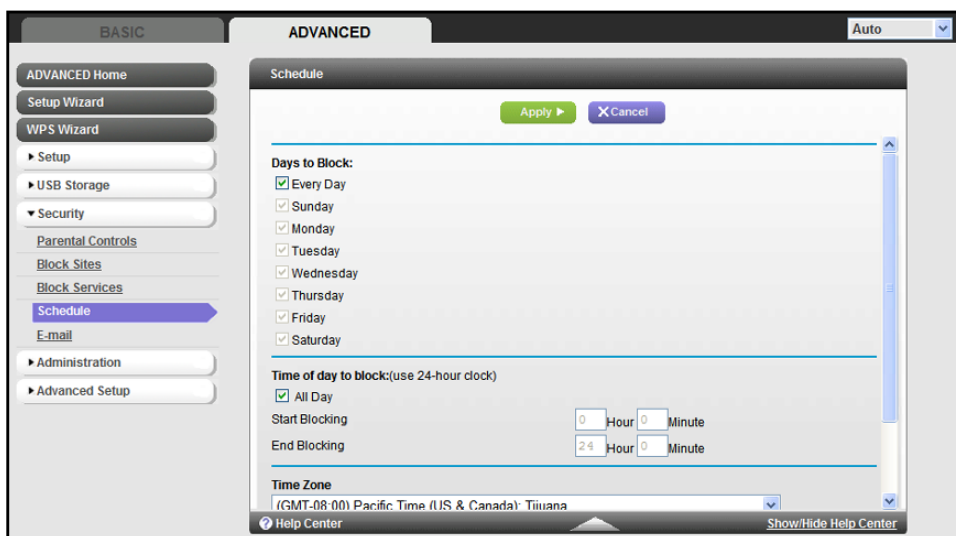 BASIC
ADVANCED
Auto
ADVANCED Home
Setup Wizard
WPS Wizard
Setup
USB Storage
Security
Parental Controls
Block Sites
Block Services
Schedule
E-mail
Administration
Advanced Setup
Schedule
Apply
Cancel
Days to Block:
Every Day
Sunday
Monday
Tuesday
Wednesday
Thursday
Friday
Saturday
Time of day to block:(use 24-hour clock)
All Day
Start Blocking 0 Hour 0 Minute
End Blocking 24 Hour 0 Minute
Time Zone
(GMT-08:00) Pacific Time (US & Canada); Tijuana
Help Center Show/Hide Help Center